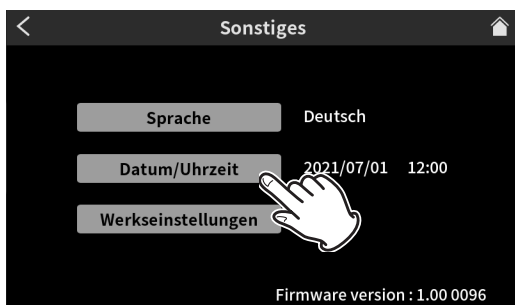 Sonstiges
Sprache Deutsch
Datum/Uhrzeit 2021/07/01 12:00
Werkseinstellungen
Firmware version : 1.00 0096